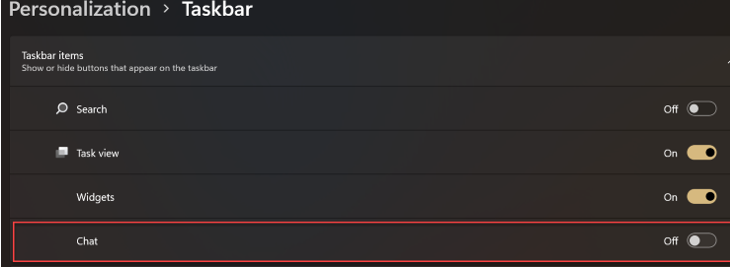 Personalization > Taskbar
Taskbar items
Show or hide buttons that appear on the taskbar
Search Off
Task view On
Widgets On
Chat Off